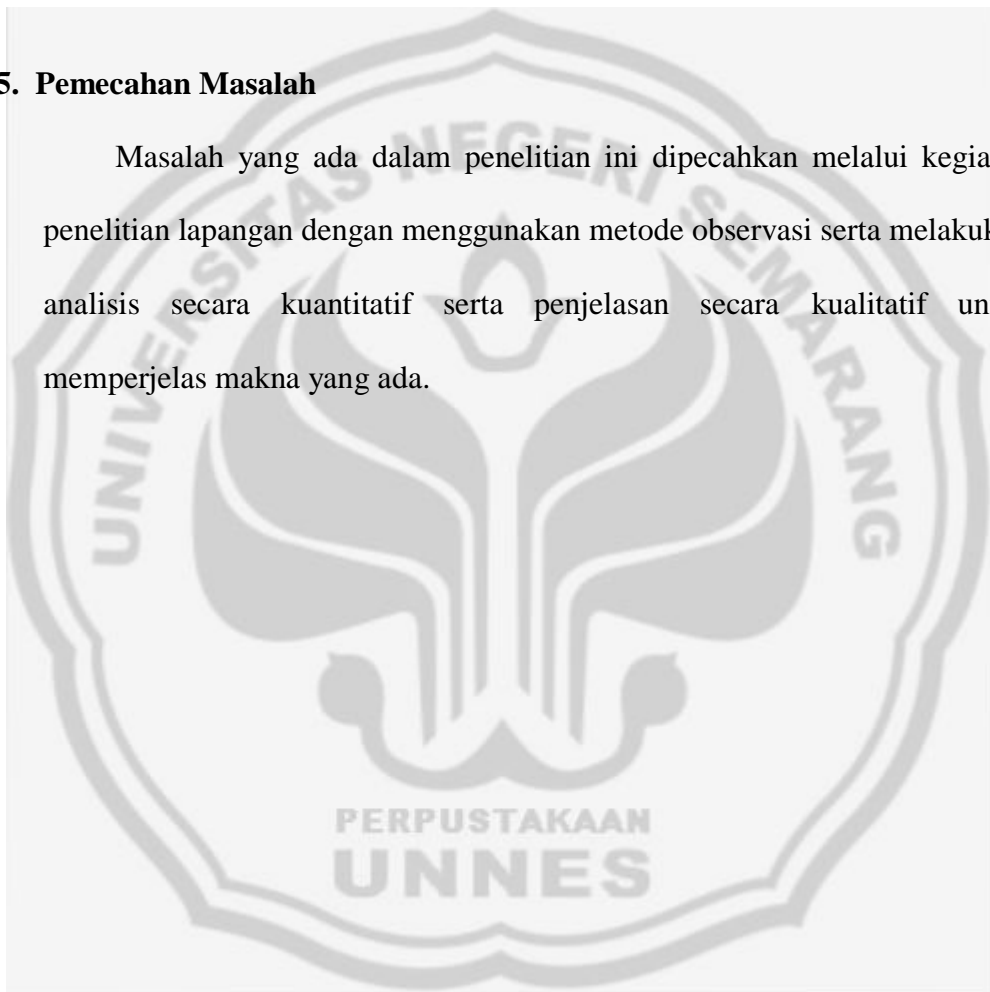 5. Pemecahan Masalah
Masalah yang ada dalam penelitian ini dipecahkan melalui kegia
penelitian lapangan dengan menggunakan metode observasi serta melakuk
analisis secara kuantitatif serta penjelasan secara kualitatif un
memperjelas makna yang ada.
UNIVERSITAS NEGERI SEMARANG
PERPUSTAKAAN
UNNES